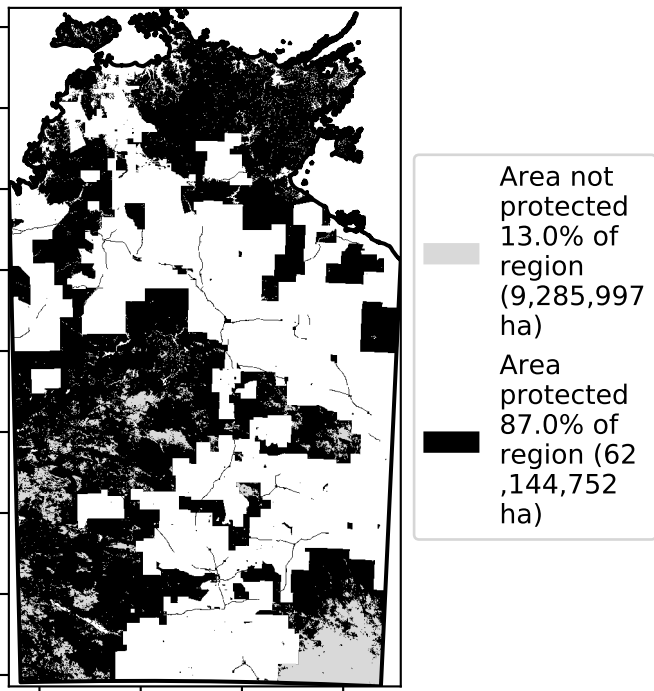 Area not
protected
13.0% of
region
(9,285,997
ha)
Area
protected
87.0% of
region (62
,144,752
ha)